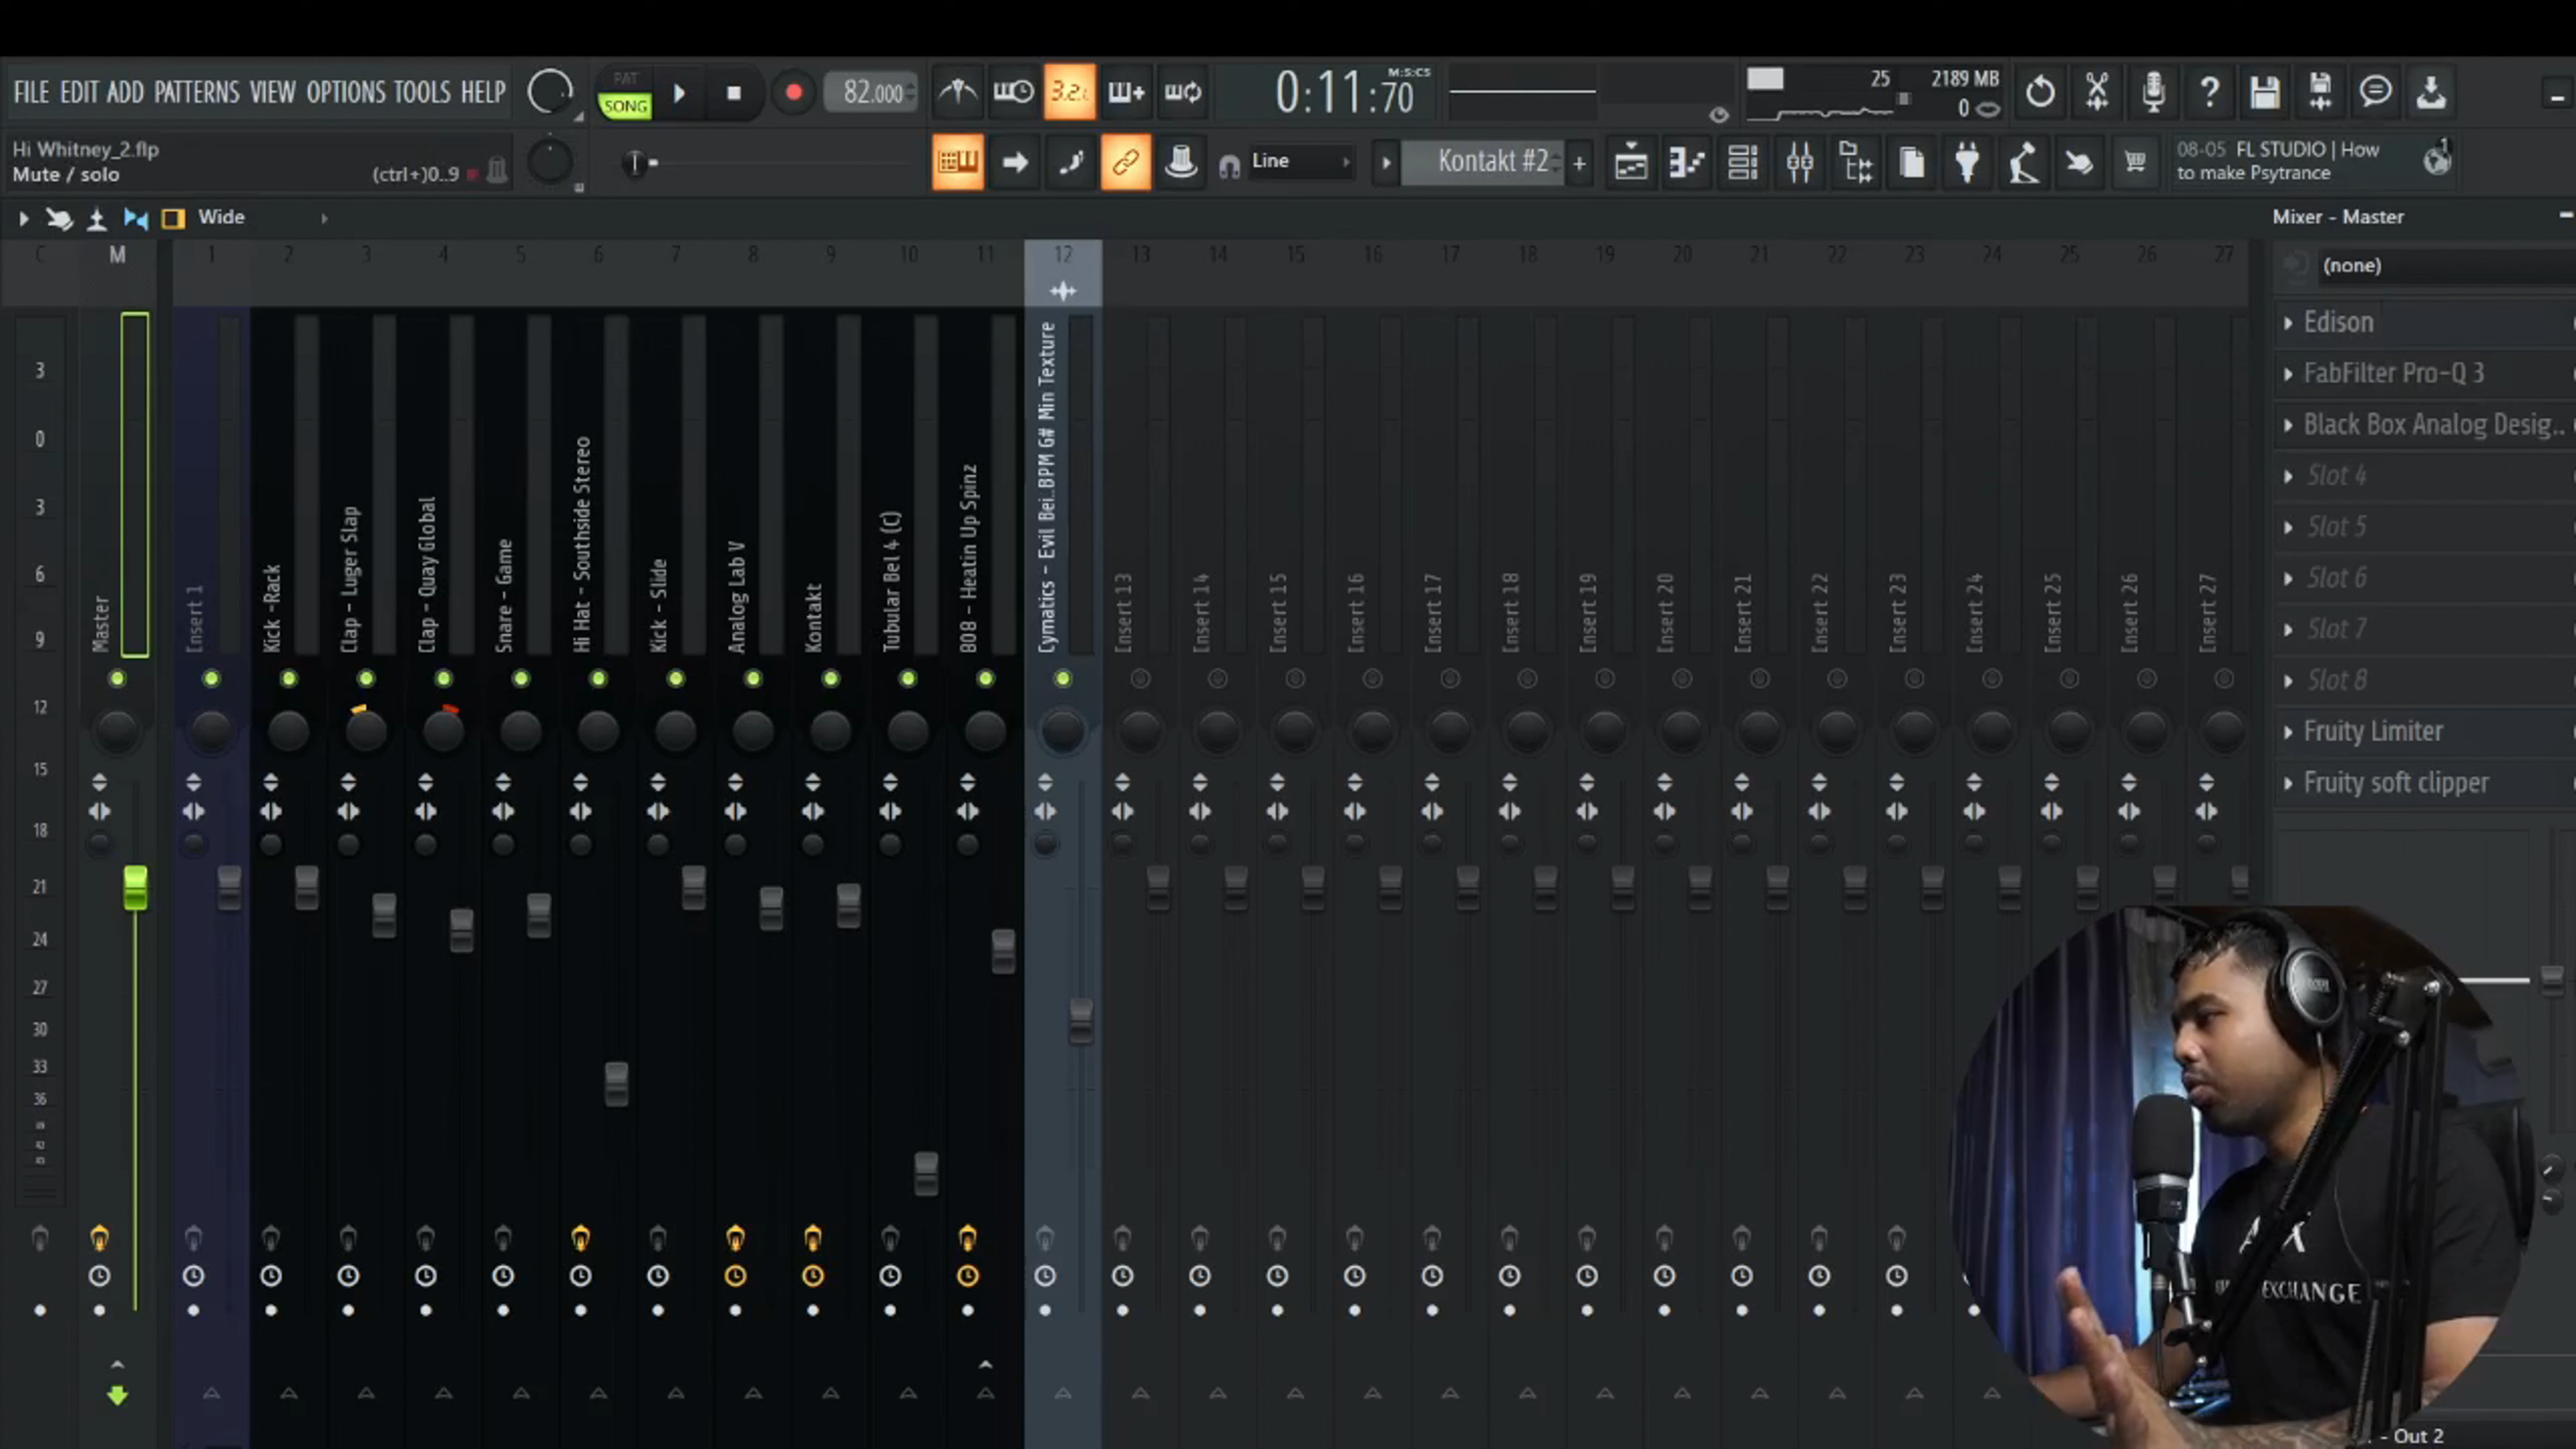 FILE EDIT ADD PATTERNS VIEW OPTIONS TOOLS HELP
PAT
SONG
82.000
3.2.
0:11:70
M:S:CS
25
2189 MB
0
Hi Whitney_2.flp
Mute / solo
(ctrl+)0..9
Line
Kontakt #2
08-05 FL STUDIO | How
to make Psytrance
1
Wide
Mixer - Master
C M 1 2 3 4 5 6 7 8 9 10 11 12 13 14 15 16 17 18 19 20 21 22 23 24 25 26 27
(none)
Edison
FabFilter Pro-Q 3
Black Box Analog Desig..
Slot 4
Slot 5
Slot 6
Slot 7
Slot 8
Fruity Limiter
Fruity soft clipper
3
0
3
6
9
12
15
18
21
24
27
30
33
36
Master
Insert 1
Kick -Rack
Clap - Luger Slap
Clap - Quay Global
Snare - Game
Hi Hat - Southside Stereo
Kick - Slide
Analog Lab V
Kontakt
Tubular Bel 4 (C)
808 - Heatin Up Spinz
Cymatics - Evil Bei..BPM G# Min Texture
Insert 13
Insert 14
Insert 15
Insert 16
Insert 17
Insert 18
Insert 19
Insert 20
Insert 21
Insert 22
Insert 23
Insert 24
Insert 25
Insert 26
Insert 27
EXCHANGE
- Out 2